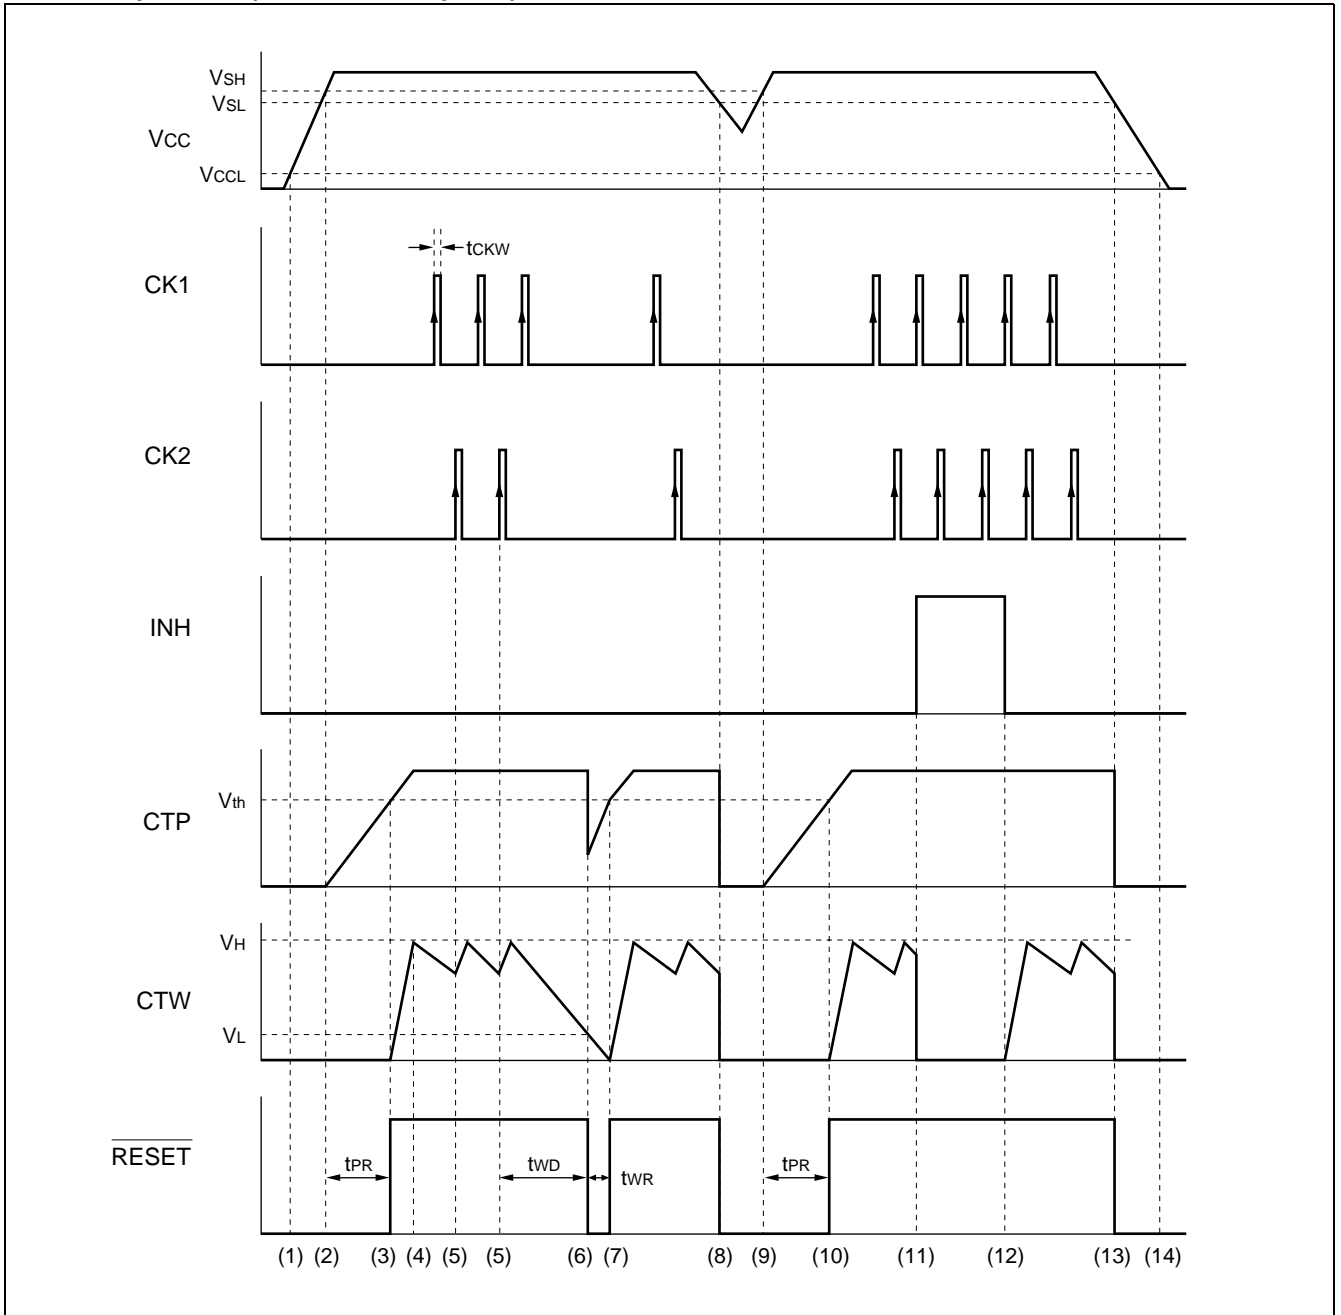 VSH
VSL
VCC
VCCL
tCKW
CK1
CK2
INH
Vth
CTP
VH
CTW
VL
RESET
tPR
tWD
tWR
tPR
(1) (2) (3) (4) (5) (5) (6) (7) (8) (9) (10) (11) (12) (13) (14)